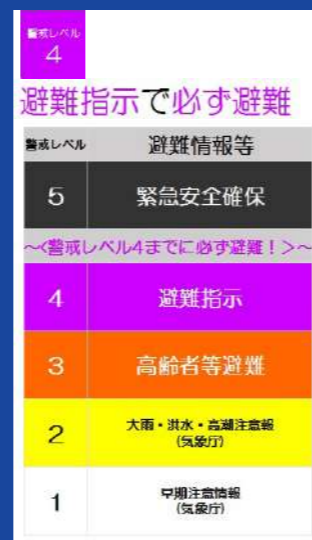 警戒レベル
4
避難指示で必ず避難
警戒レベル 避難情報等
5 緊急安全確保
~<警戒レベル4までに必ず避難!>~
4 避難指示
3 高齢者等避難
2 大雨・洪水・高潮注意報
(気象庁)
1 早期注意情報
(気象庁)